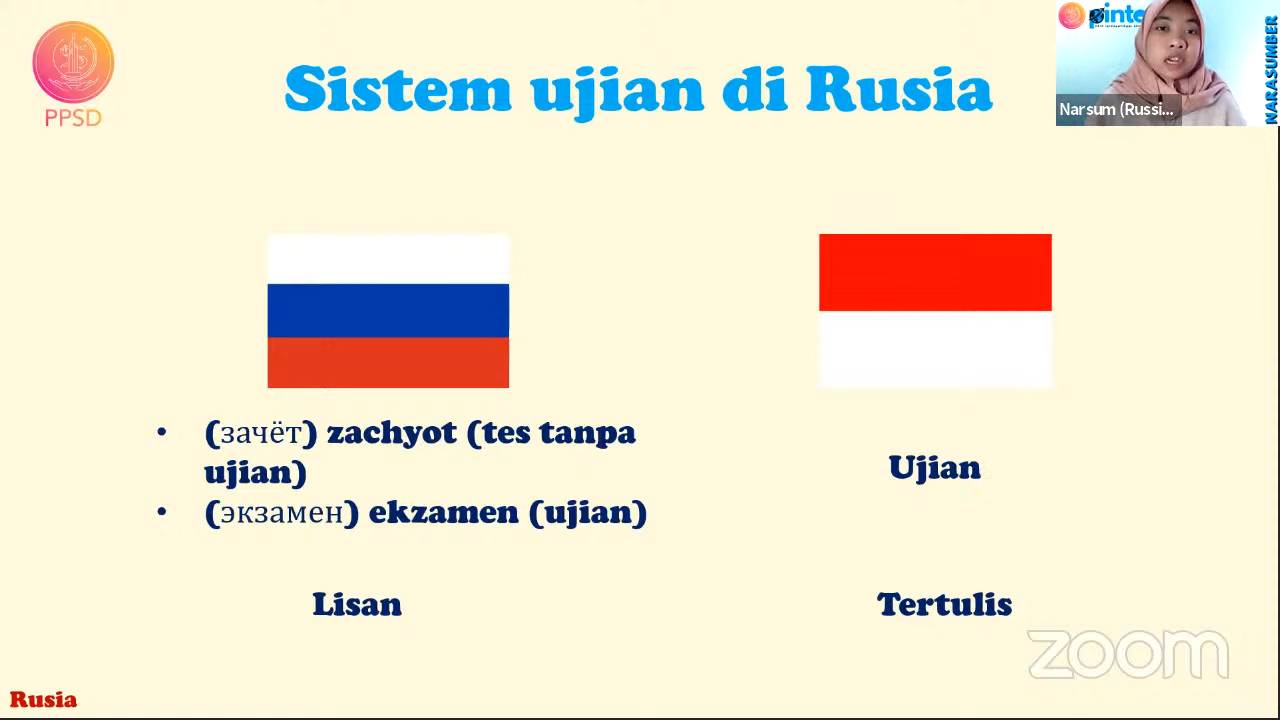 PPSD
Sistem ujian di Rusia
Narsum (Russi...
NARASUMBER
(зачёт) zachyot (tes tanpa
ujian)
(экзамен) ekzamen (ujian)
Ujian
Lisan
Tertulis
zoom
Rusia